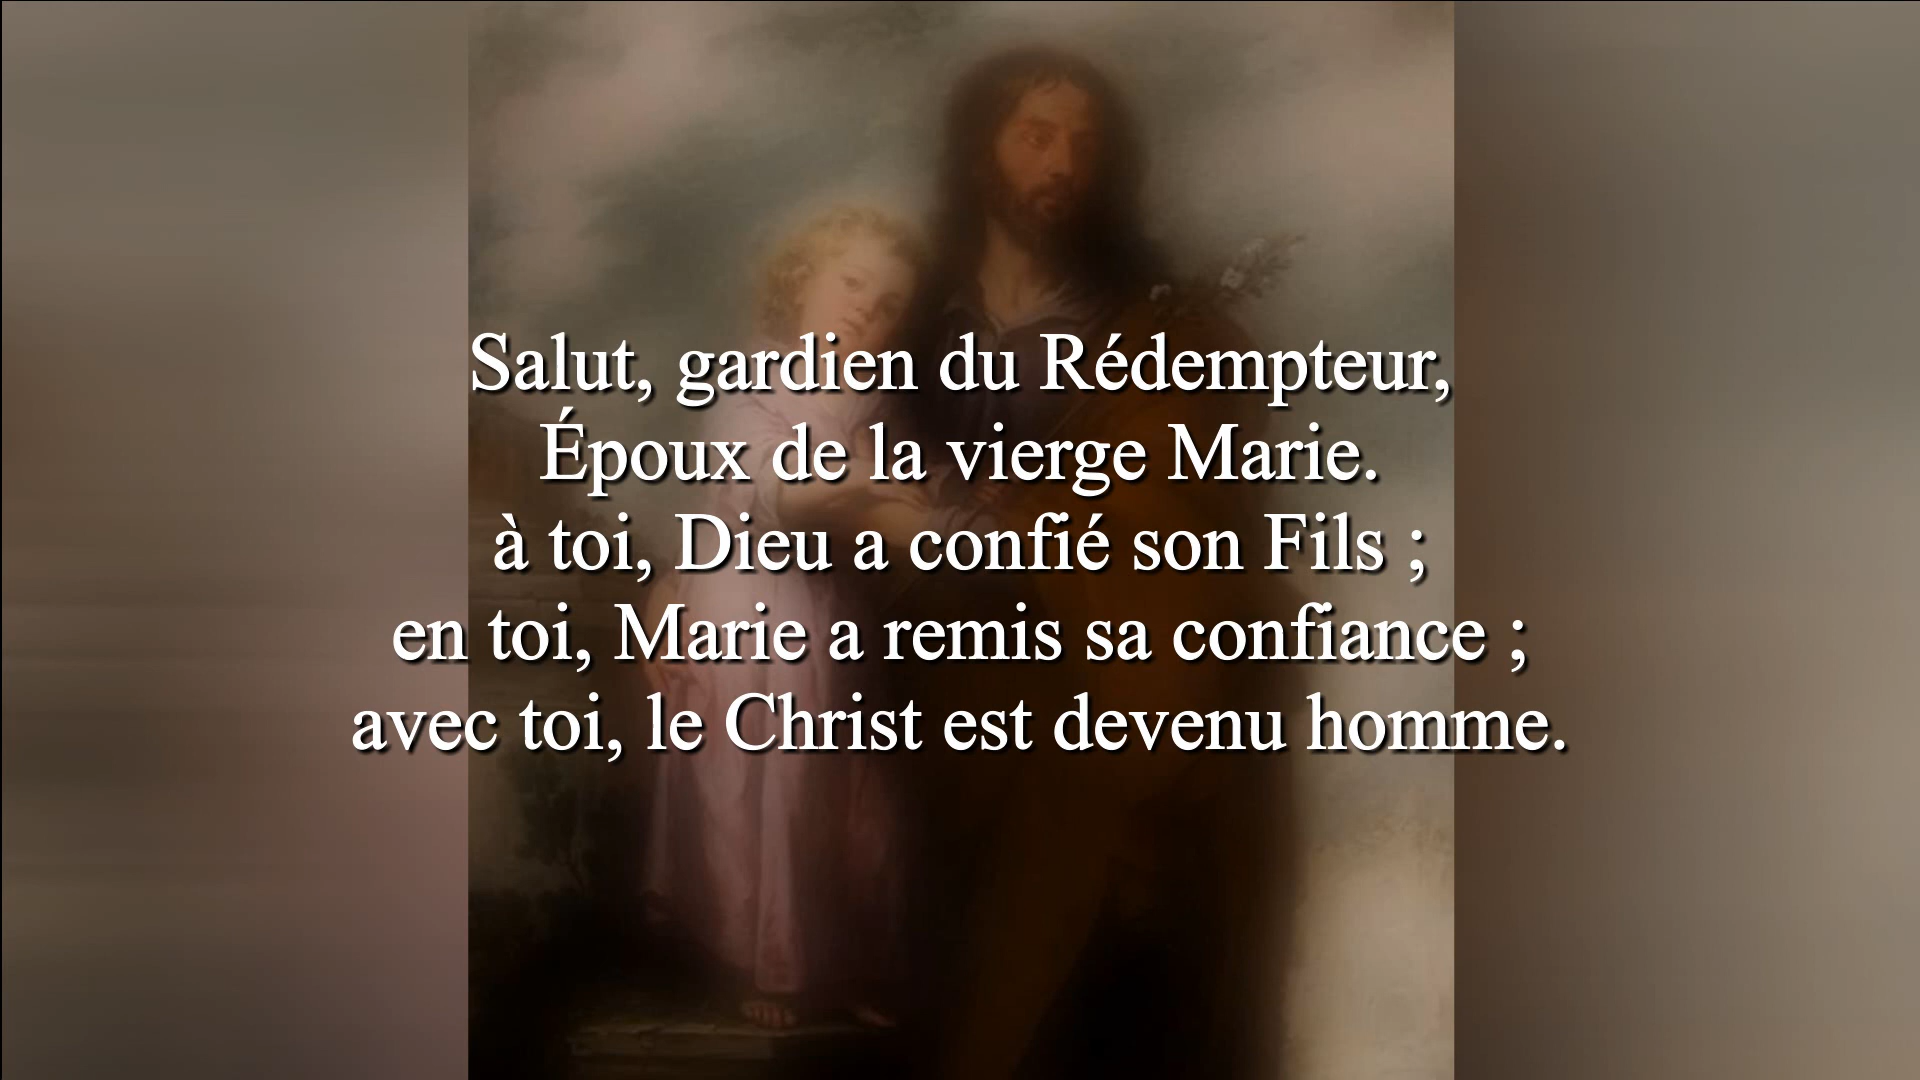 Salut, gardien du Rédempteur,
Époux de la vierge Marie.
à toi, Dieu a confié son Fils ;
en toi, Marie a remis sa confiance ;
avec toi, le Christ est devenu homme.